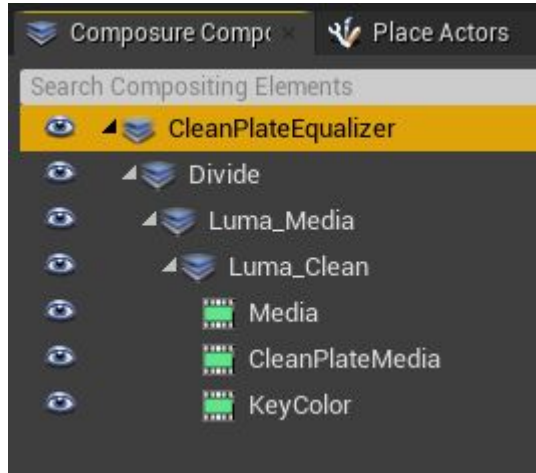 Composure Compo Place Actors
Search Compositing Elements
CleanPlateEqualizer
Divide
Luma_Media
Luma_Clean
Media
CleanPlateMedia
KeyColor